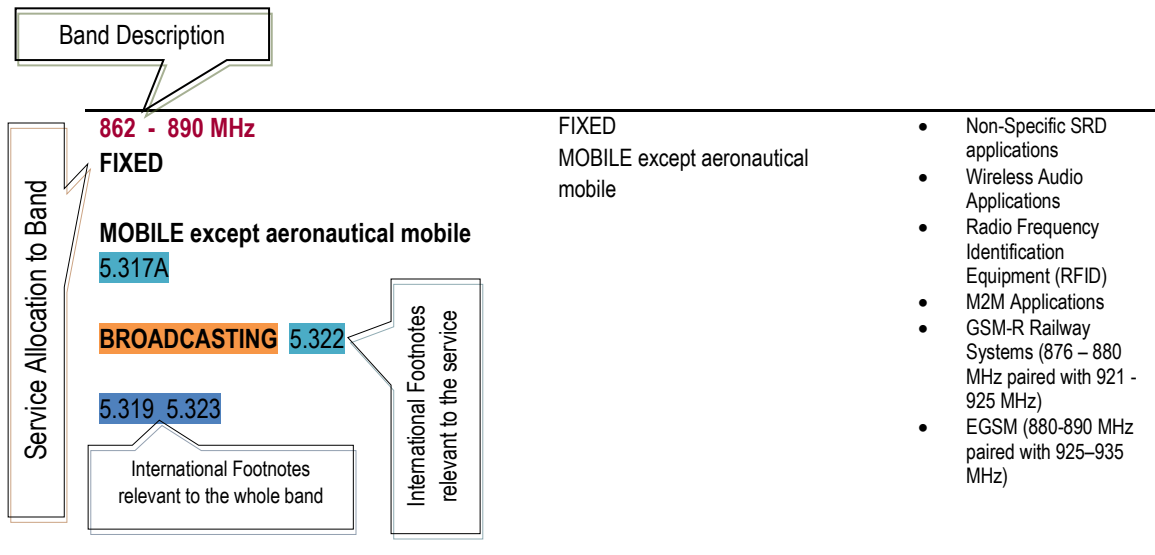 Band Description
Service Allocation to Band
862 - 890 MHz
FIXED
MOBILE except aeronautical mobile
5.317A
BROADCASTING 5.322
5.319 5.323
International Footnotes
relevant to the whole band
International Footnotes
relevant to the service
FIXED
MOBILE except aeronautical
mobile
• Non-Specific SRD
applications
• Wireless Audio
Applications
• Radio Frequency
Identification
Equipment (RFID)
• M2M Applications
• GSM-R Railway
Systems (876 – 880
MHz paired with 921 -
925 MHz)
• EGSM (880-890 MHz
paired with 925–935
MHz)